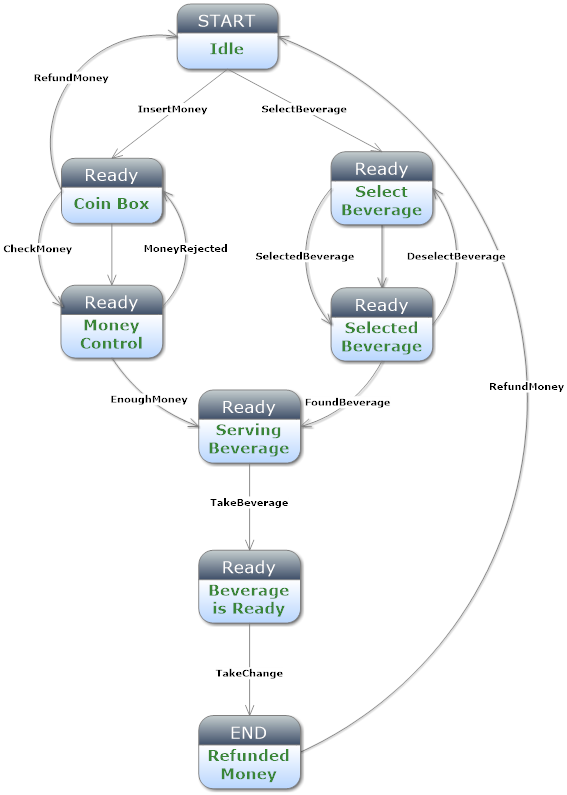 START
Idle
RefundMoney
InsertMoney
SelectBeverage
Ready
Coin Box
Ready
Select
Beverage
CheckMoney
MoneyRejected
SelectedBeverage
DeselectBeverage
Ready
Money
Control
Ready
Selected
Beverage
RefundMoney
EnoughMoney
FoundBeverage
Ready
Serving
Beverage
TakeBeverage
Ready
Beverage
is Ready
TakeChange
END
Refunded
Money